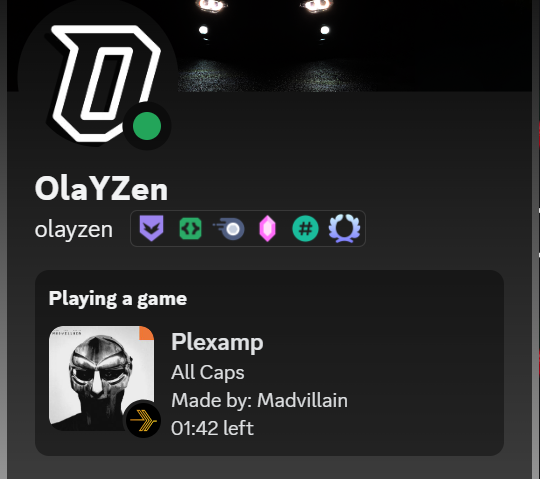 OlaYZen
olayzen
#
Playing a game
Plexamp
All Caps
Made by: Madvillain
01:42 left